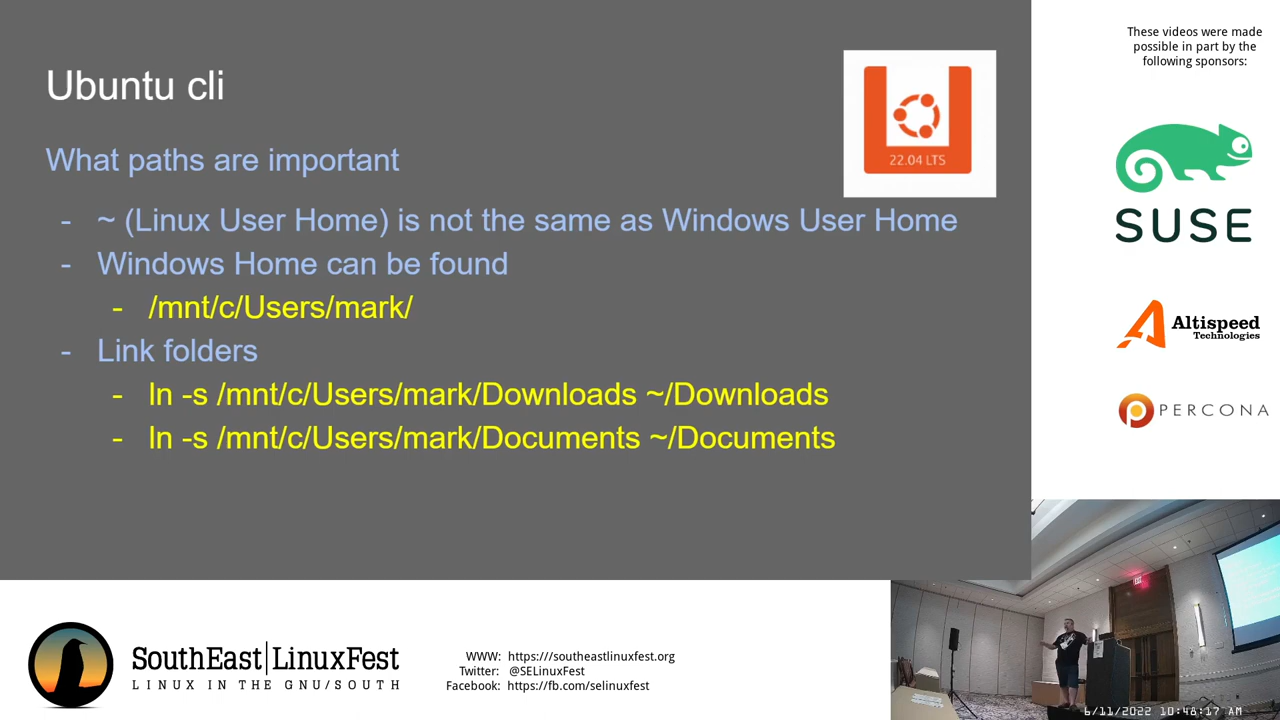 Ubuntu cli
22.04 LTS
What paths are important
- ~ (Linux User Home) is not the same as Windows User Home
- Windows Home can be found
- /mnt/c/Users/mark/
- Link folders
- ln -s /mnt/c/Users/mark/Downloads ~/Downloads
- ln -s /mnt/c/Users/mark/Documents ~/Documents
These videos were made
possible in part by the
following sponsors:
SUSE
Altispeed
Technologies
PERCONA
SouthEast|LinuxFest
LINUX IN THE GNU/SOUTH
WWW: https:///southeastlinuxfest.org
Twitter: @SELinuxFest
Facebook: https://fb.com/selinuxfest
6/11/2022 10:48:17 AM